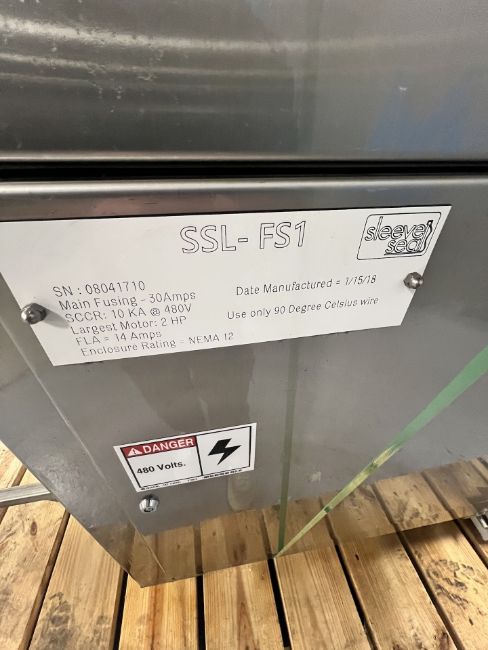 SSL- FS1
sleeve
seal
SN : 08041710
Main Fusing - 30Amps
SCCR: 10 KA @ 480V
Largest Motor: 2 HP
FLA = 14 Amps
Enclosure Rating = NEMA 12
Date Manufactured = 1/15/18
Use only 90 Degree Celsius wire
DANGER
480 Volts.